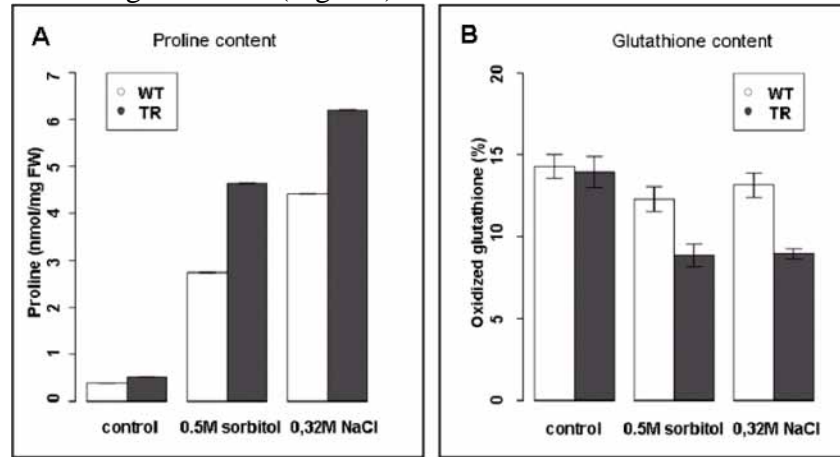 A
Proline content
WT
TR
Proline (nmol/mg FW)
7
6
5
4
3
2
1
0
control
0.5M sorbitol
0,32M NaCl
B
Glutathione content
WT
TR
Oxidized glutathione (%)
20
15
10
5
0
control
0.5M sorbitol
0,32M NaCl